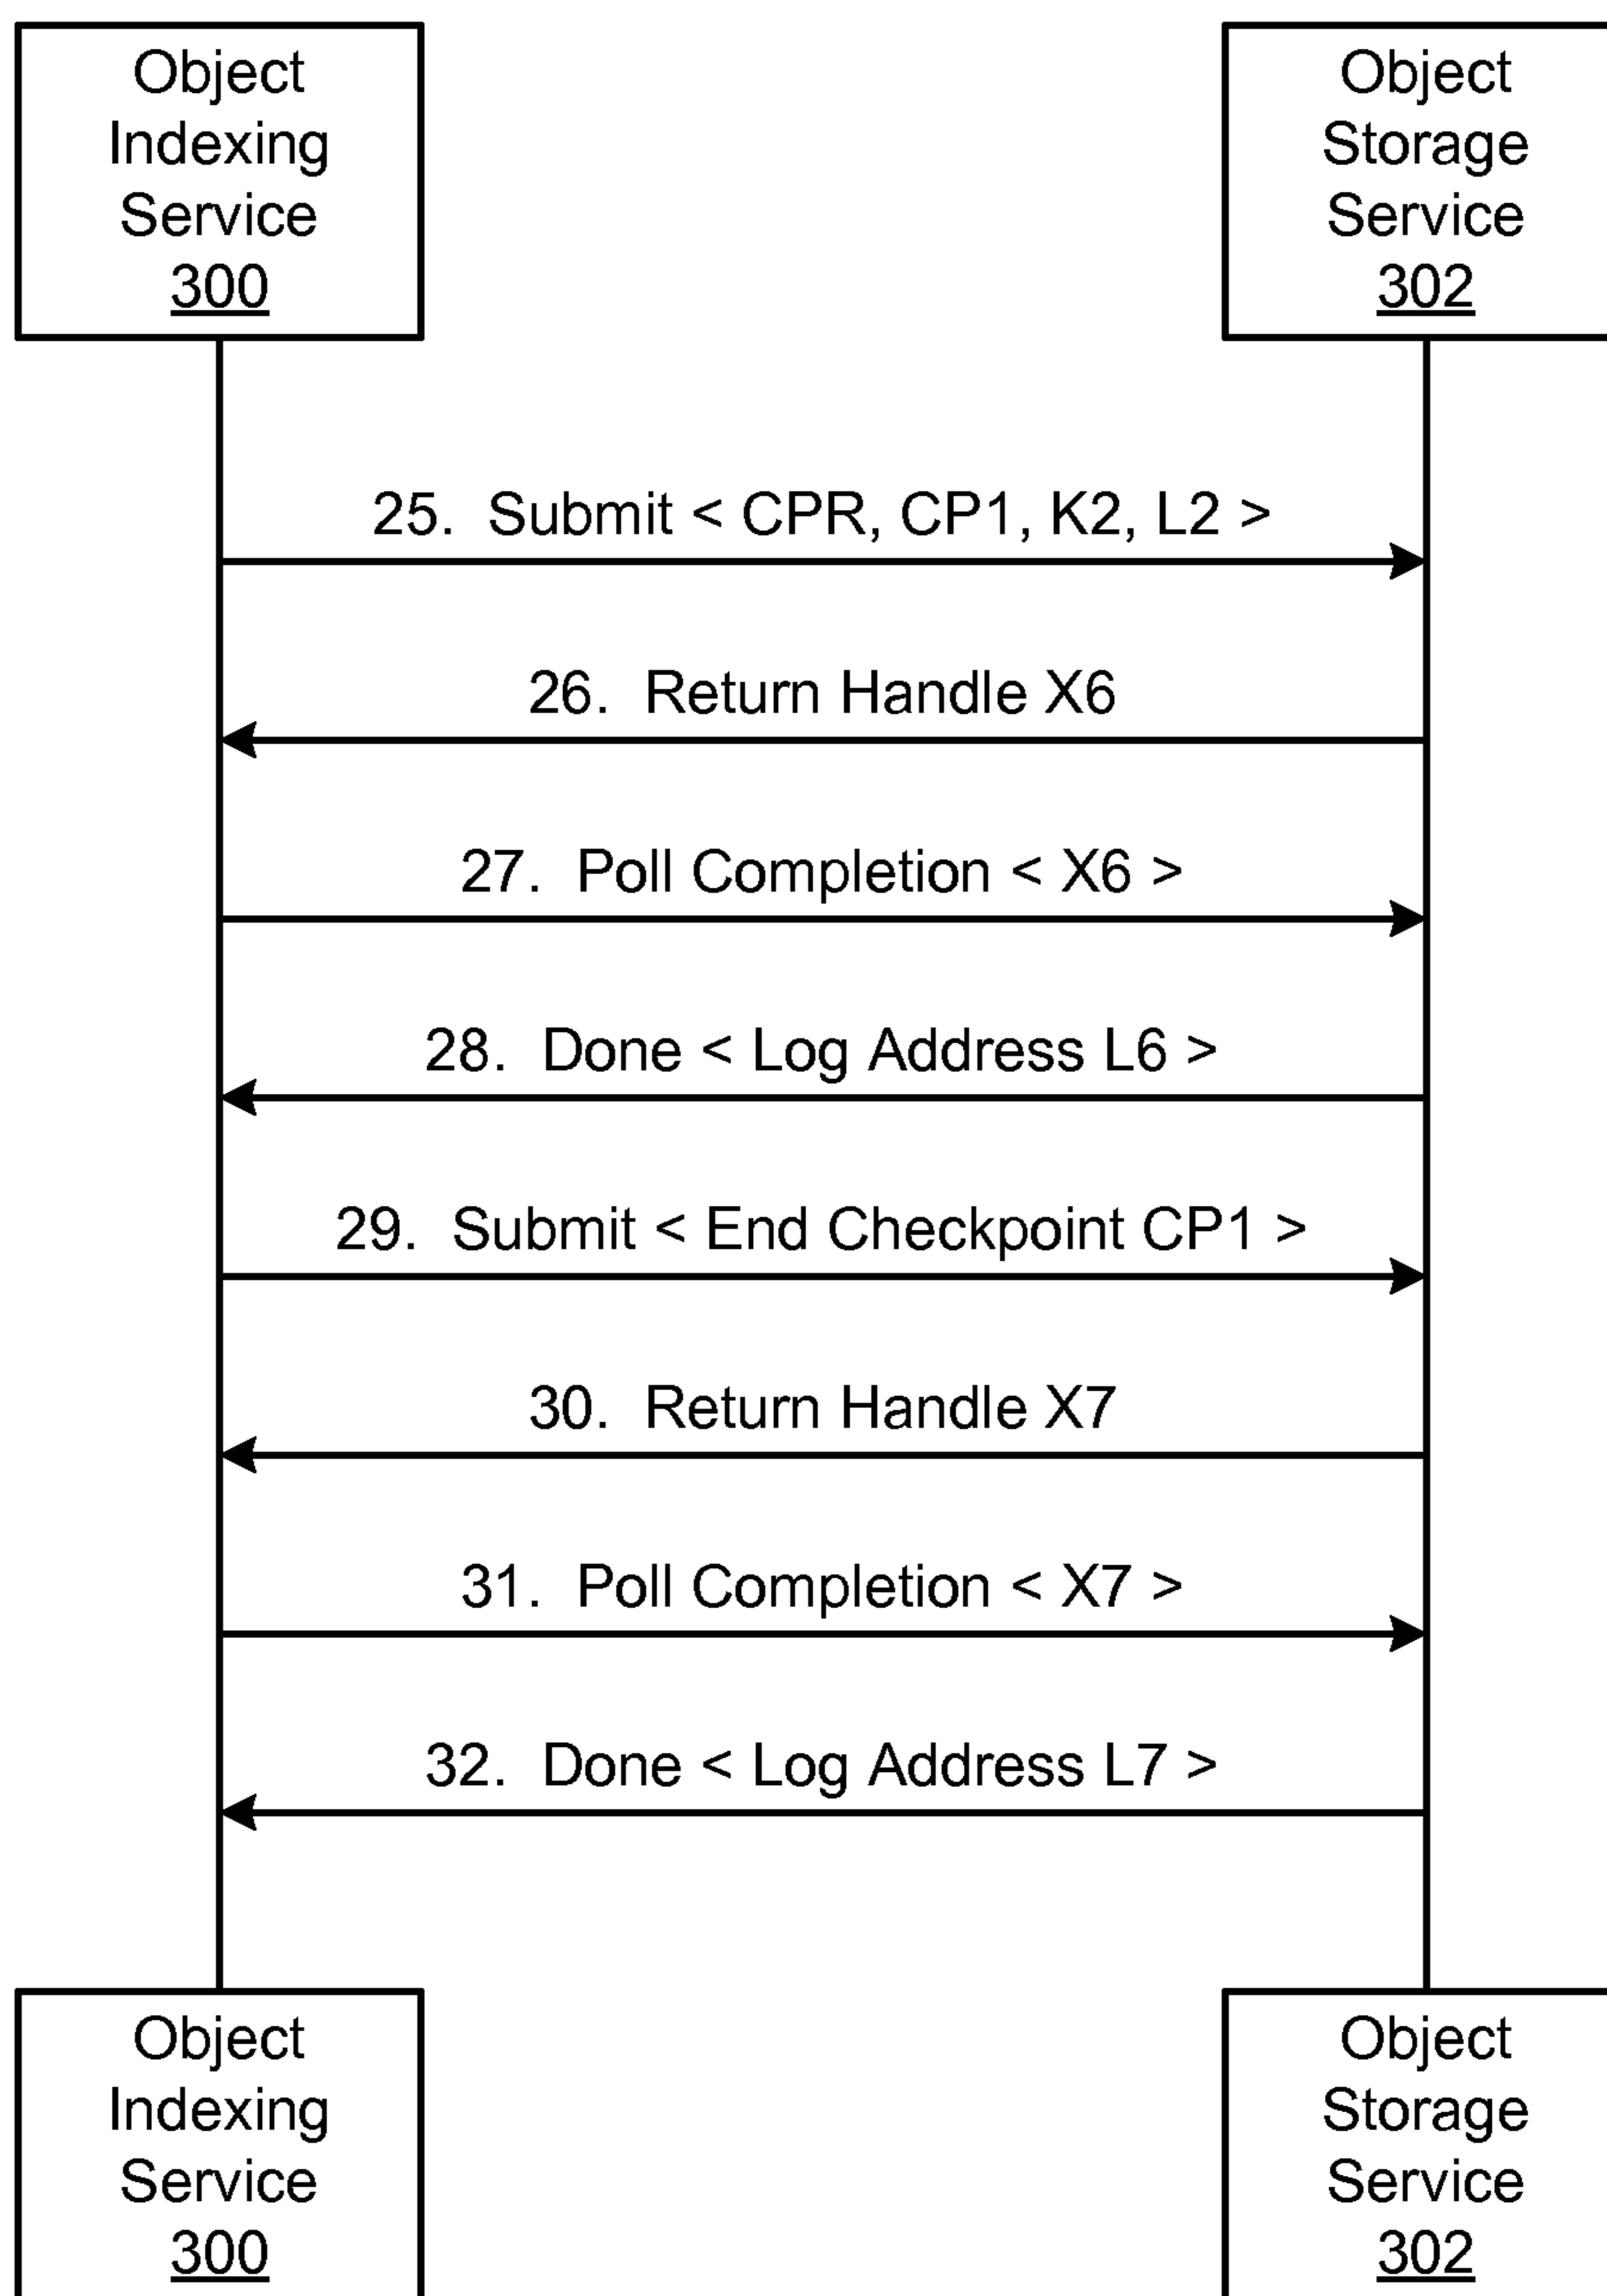 Object
Indexing
Service
300
Object
Storage
Service
302
25. Submit < CPR, CP1, K2, L2 >
26. Return Handle X6
27. Poll Completion < X6 >
28. Done < Log Address L6 >
29. Submit < End Checkpoint CP1 >
30. Return Handle X7
31. Poll Completion < X7 >
32. Done < Log Address L7 >
Object
Indexing
Service
300
Object
Storage
Service
302